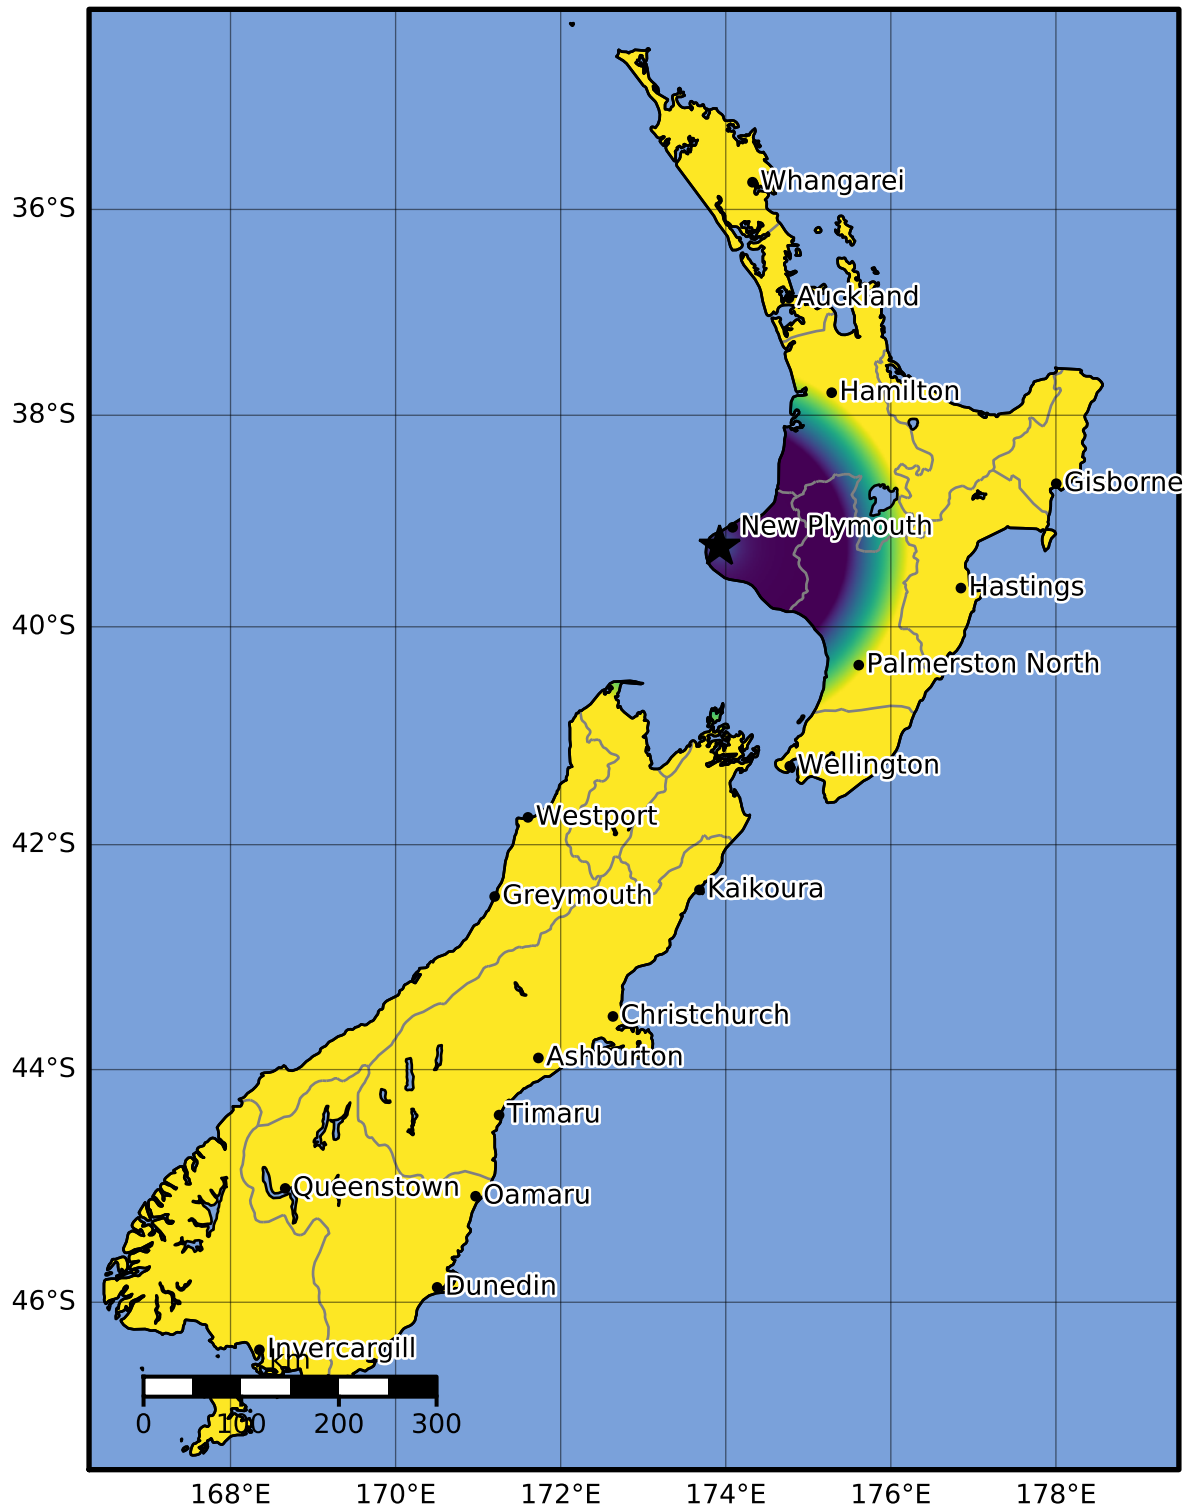 Whangarei
36°S
Auckland
Hamilton
38°S
Gisborne
New Plymouth
Hastings
40°S
Palmerston North
Wellington
Westport
42°S
Kaikoura
Greymouth
Christchurch
Ashburton
44°S
Timaru
Queenstown
Oamaru
Dunedin
46°S
Invercargill
km
0 100 200 300
168°E 170°E 172°E 174°E 176°E 178°E